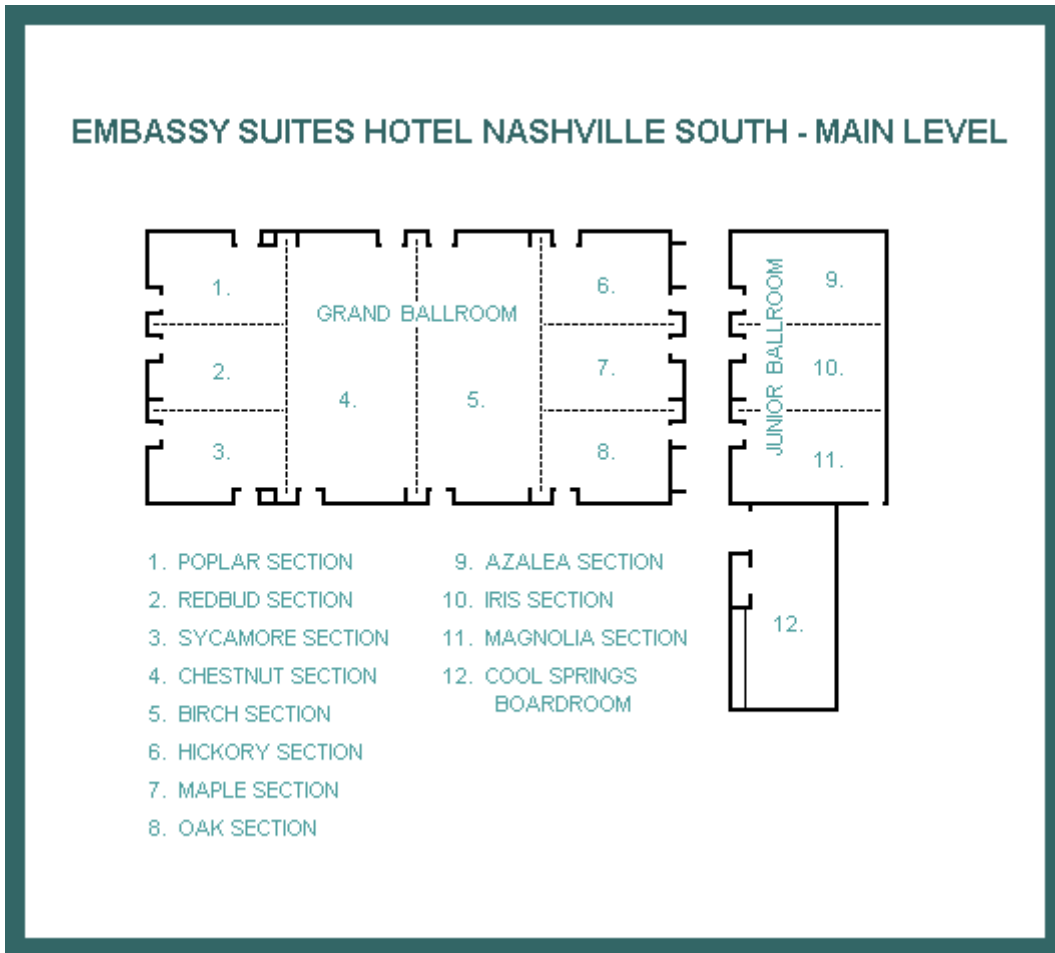 EMBASSY SUITES HOTEL NASHVILLE SOUTH - MAIN LEVEL
1.
6.
9.
GRAND BALLROOM
JUNIOR BALLROOM
2.
7.
10.
4.
5.
3.
8.
11.
12.
1. POPLAR SECTION
2. REDBUD SECTION
3. SYCAMORE SECTION
4. CHESTNUT SECTION
5. BIRCH SECTION
6. HICKORY SECTION
7. MAPLE SECTION
8. OAK SECTION
9. AZALEA SECTION
10. IRIS SECTION
11. MAGNOLIA SECTION
12. COOL SPRINGS
BOARDROOM